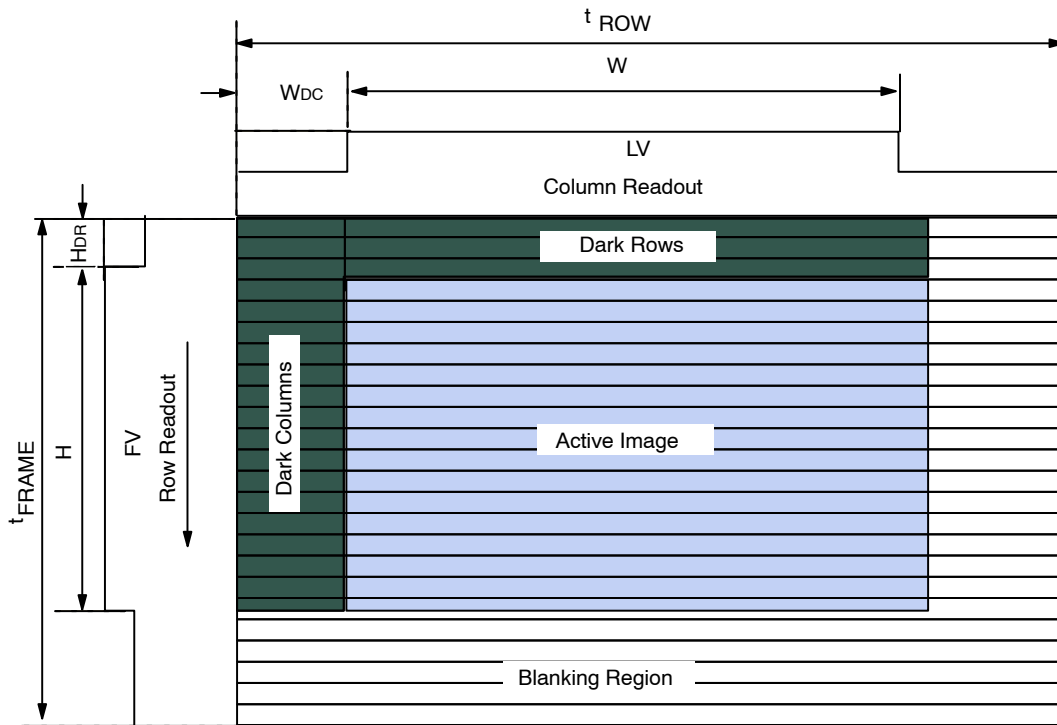 t ROW
W
WDC
LV
Column Readout
HDR
Dark Rows
Dark Columns
Active Image
Row Readout
FV
H
tFRAME
Blanking Region